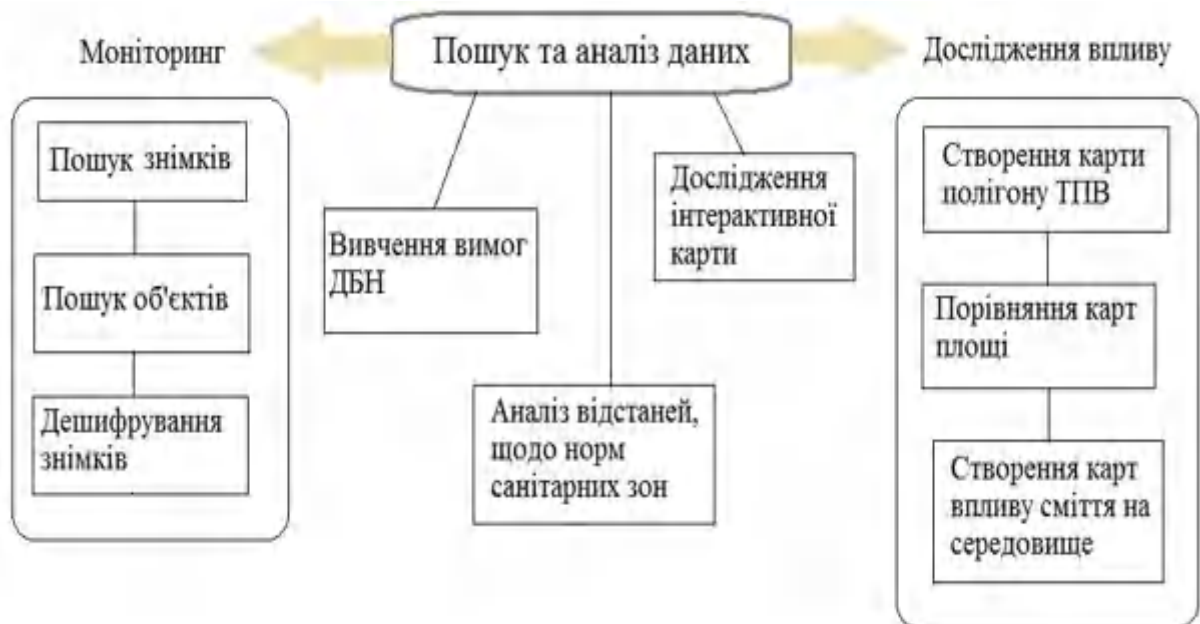 Моніторинг
Пошук та аналіз даних
Дослідження впливу
Пошук знімків
Пошук об'єктів
Дешифрування
знімків
Вивчення вимог
ДБН
Аналіз відстаней,
щодо норм
санітарних зон
Дослідження
інтерактивної
карти
Створення карти
полігону ТПВ
Порівняння карт
площі
Створення карт
впливу сміття на
середовище